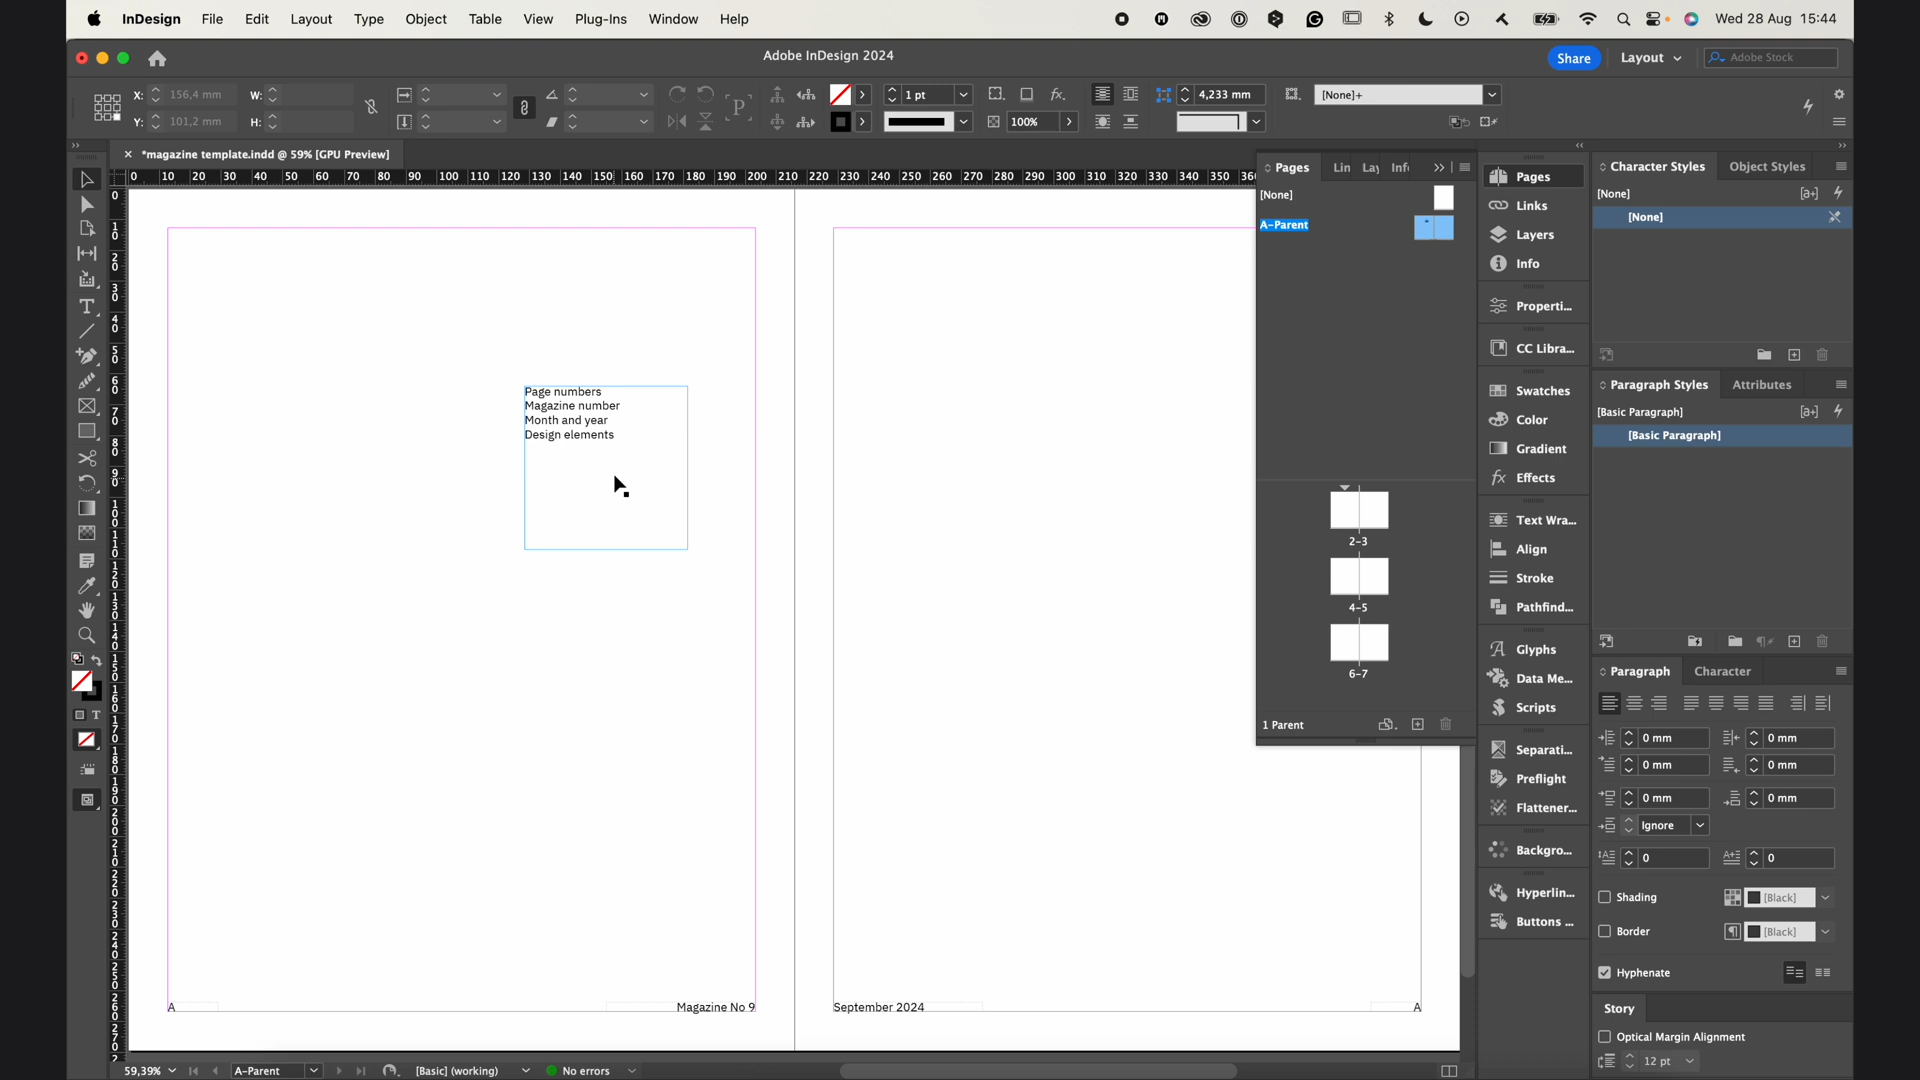 InDesign File Edit Layout Type Object Table View Plug-Ins Window Help Wed 28 Aug 15:44
Adobe InDesign 2024 Share Layout Adobe Stock
X: 156,4 mm W: 1 pt 4,233 mm [None]+
Y: 101,2 mm H: 100%
*magazine template.indd @ 59% [GPU Preview]
0 10 20 30 40 50 60 70 80 90 100 110 120 130 140 150 160 170 180 190 200 210 220 230 240 250 260 270 280 290 300 310 320 330 340 350
Page numbers
Magazine number
Month and year
Design elements
A
Magazine No 9
September 2024
A
Pages Lin Lay Info
[None]
A-Parent
2-3
4-5
6-7
1 Parent
Pages
Links
Layers
Info
Properti...
CC Libra...
Swatches
Color
Gradient
Effects
Text Wra...
Align
Stroke
Pathfind...
Glyphs
Data Me...
Scripts
Separati...
Preflight
Flattener...
Backgro...
Hyperlin...
Buttons ...
Character Styles Object Styles
[None]
[None]
Paragraph Styles Attributes
[Basic Paragraph]
[Basic Paragraph]
Paragraph Character
0 mm 0 mm
0 mm 0 mm
0 mm 0 mm
Ignore
0 0
Shading [Black]
Border [Black]
Hyphenate
Story
Optical Margin Alignment
12 pt
59,39% A-Parent [Basic] (working) No errors